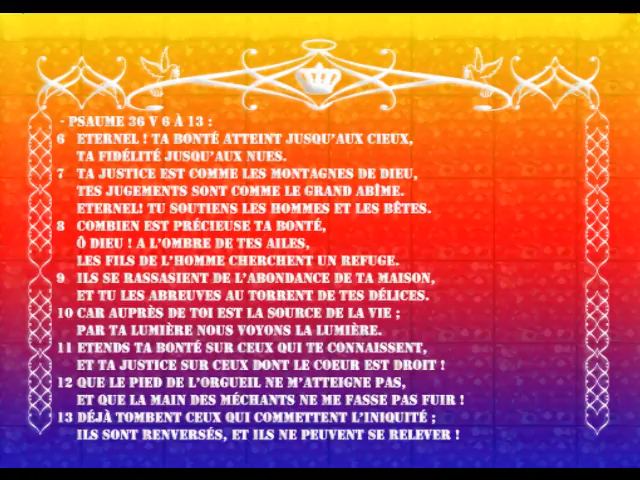 - PSAUME 36 V 6 À 13 :
6 ETERNEL ! TA BONTÉ ATTEINT JUSQU'AUX CIEUX,
TA FIDÉLITÉ JUSQU'AUX NUES.
7 TA JUSTICE EST COMME LES MONTAGNES DE DIEU,
TES JUGEMENTS SONT COMME LE GRAND ABÎME.
ETERNEL! TU SOUTIENS LES HOMMES ET LES BÊTES.
8 COMBIEN EST PRÉCIEUSE TA BONTÉ,
Ô DIEU ! A L'OMBRE DE TES AILES,
LES FILS DE L'HOMME CHERCHENT UN REFUGE.
9 ILS SE RASSASIENT DE L'ABONDANCE DE TA MAISON,
ET TU LES ABREUVES AU TORRENT DE TES DÉLICES.
10 CAR AUPRÈS DE TOI EST LA SOURCE DE LA VIE ;
PAR TA LUMIÈRE NOUS VOYONS LA LUMIÈRE.
11 ETENDS TA BONTÉ SUR CEUX QUI TE CONNAISSENT,
ET TA JUSTICE SUR CEUX DONT LE COEUR EST DROIT !
12 QUE LE PIED DE L'ORGUEIL NE M'ATTEIGNE PAS,
ET QUE LA MAIN DES MÉCHANTS NE ME FASSE PAS FUIR !
13 DÉJÀ TOMBENT CEUX QUI COMMETTENT L'INIQUITÉ ;
ILS SONT RENVERSÉS, ET ILS NE PEUVENT SE RELEVER !